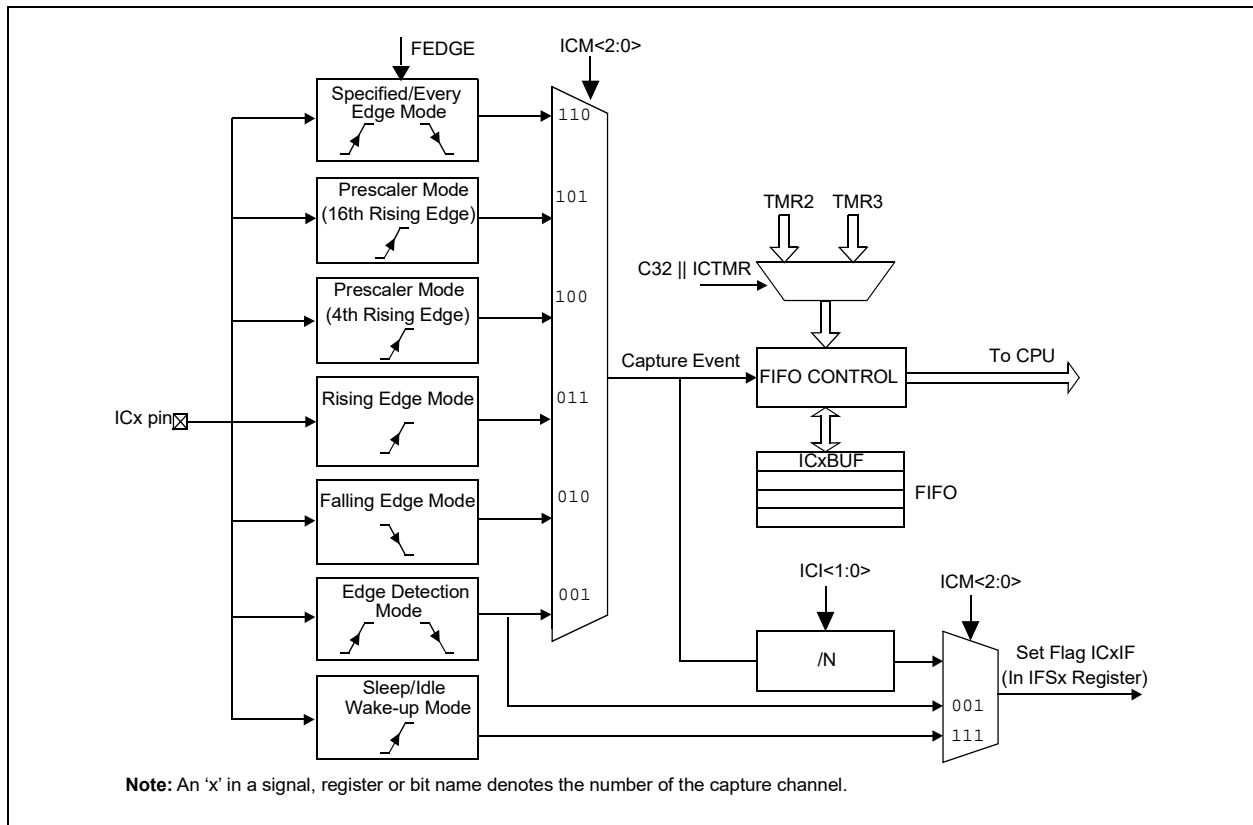 FEDGE
ICM<2:0>
Specified/Every
Edge Mode
110
Prescaler Mode
(16th Rising Edge)
101
TMR2
TMR3
C32 || ICTMR
Prescaler Mode
(4th Rising Edge)
100
Capture Event
FIFO CONTROL
To CPU
ICx pin
Rising Edge Mode
011
ICxBUF
FIFO
Falling Edge Mode
010
ICI<1:0>
ICM<2:0>
Edge Detection
Mode
001
/N
Set Flag ICxIF
(In IFSx Register)
Sleep/Idle
Wake-up Mode
001
111
Note: An ‘x’ in a signal, register or bit name denotes the number of the capture channel.